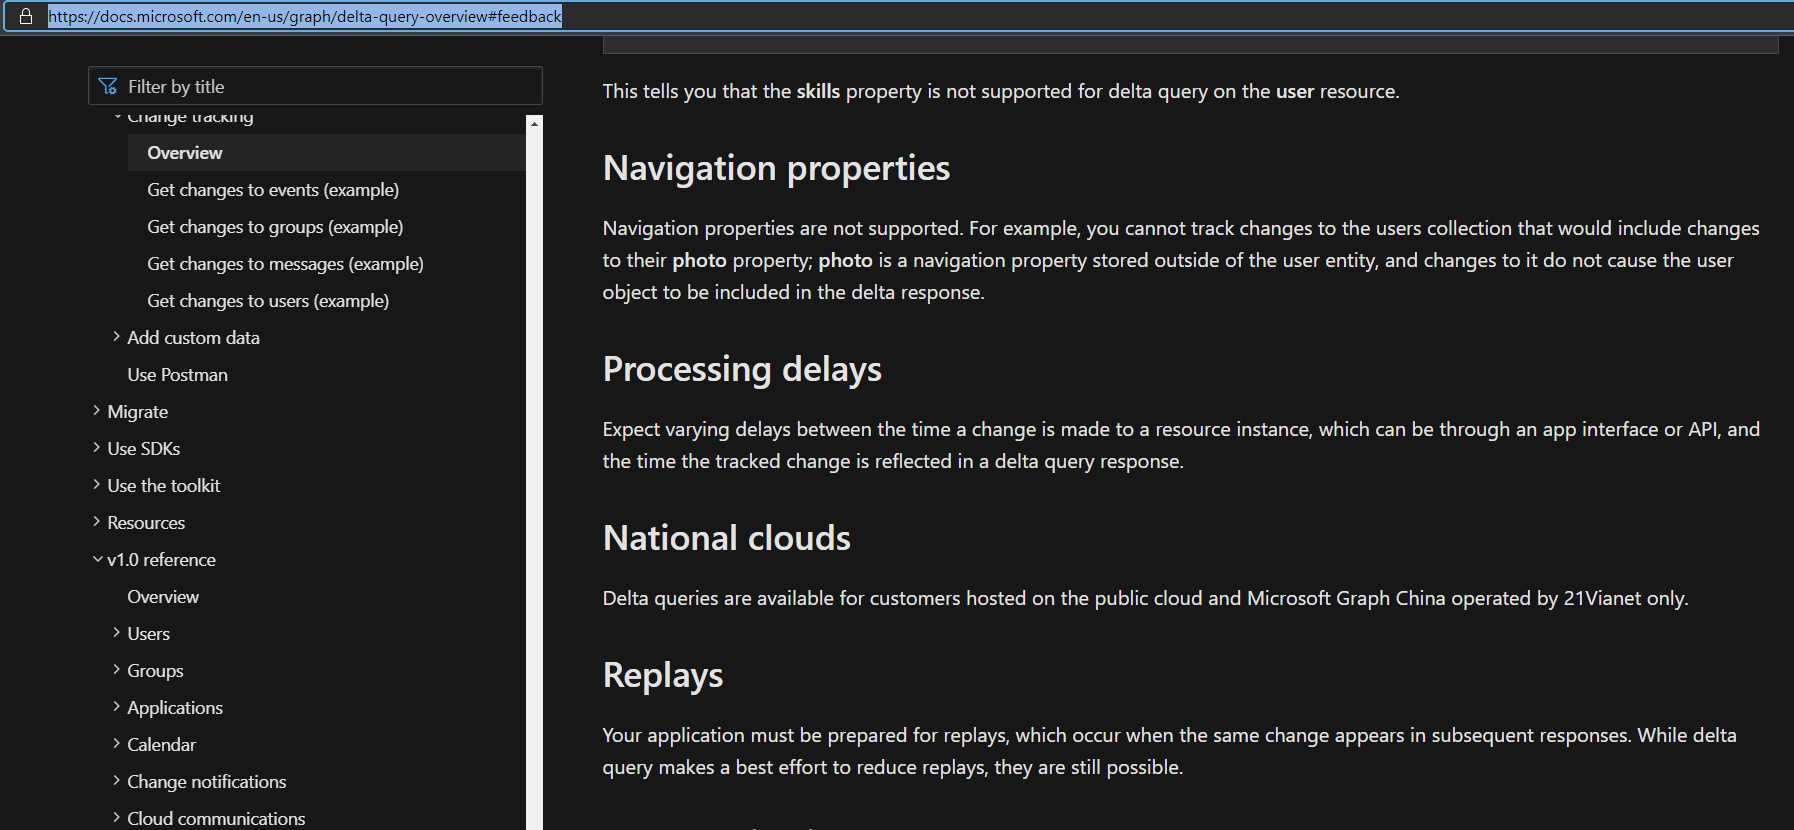 https://docs.microsoft.com/en-us/graph/delta-query-overview#feedback
Filter by title
Change tracking
Overview
Get changes to events (example)
Get changes to groups (example)
Get changes to messages (example)
Get changes to users (example)
Add custom data
Use Postman
Migrate
Use SDKs
Use the toolkit
Resources
v1.0 reference
Overview
Users
Groups
Applications
Calendar
Change notifications
Cloud communications
This tells you that the skills property is not supported for delta query on the user resource.
Navigation properties
Navigation properties are not supported. For example, you cannot track changes to the users collection that would include changes
to their photo property; photo is a navigation property stored outside of the user entity, and changes to it do not cause the user
object to be included in the delta response.
Processing delays
Expect varying delays between the time a change is made to a resource instance, which can be through an app interface or API, and
the time the tracked change is reflected in a delta query response.
National clouds
Delta queries are available for customers hosted on the public cloud and Microsoft Graph China operated by 21Vianet only.
Replays
Your application must be prepared for replays, which occur when the same change appears in subsequent responses. While delta
query makes a best effort to reduce replays, they are still possible.